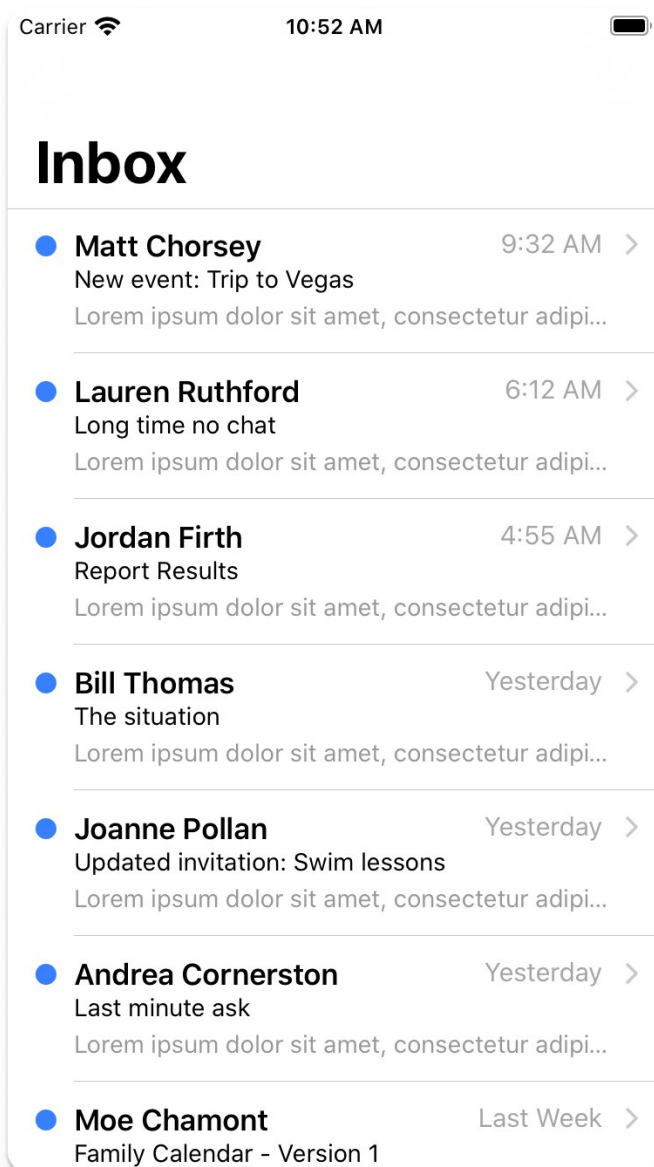 Carrier 10:52 AM
Inbox
Matt Chorsey 9:32 AM
New event: Trip to Vegas
Lorem ipsum dolor sit amet, consectetur adipi...
Lauren Ruthford 6:12 AM
Long time no chat
Lorem ipsum dolor sit amet, consectetur adipi...
Jordan Firth 4:55 AM
Report Results
Lorem ipsum dolor sit amet, consectetur adipi...
Bill Thomas Yesterday
The situation
Lorem ipsum dolor sit amet, consectetur adipi...
Joanne Pollan Yesterday
Updated invitation: Swim lessons
Lorem ipsum dolor sit amet, consectetur adipi...
Andrea Cornerston Yesterday
Last minute ask
Lorem ipsum dolor sit amet, consectetur adipi...
Moe Chamont Last Week
Family Calendar - Version 1